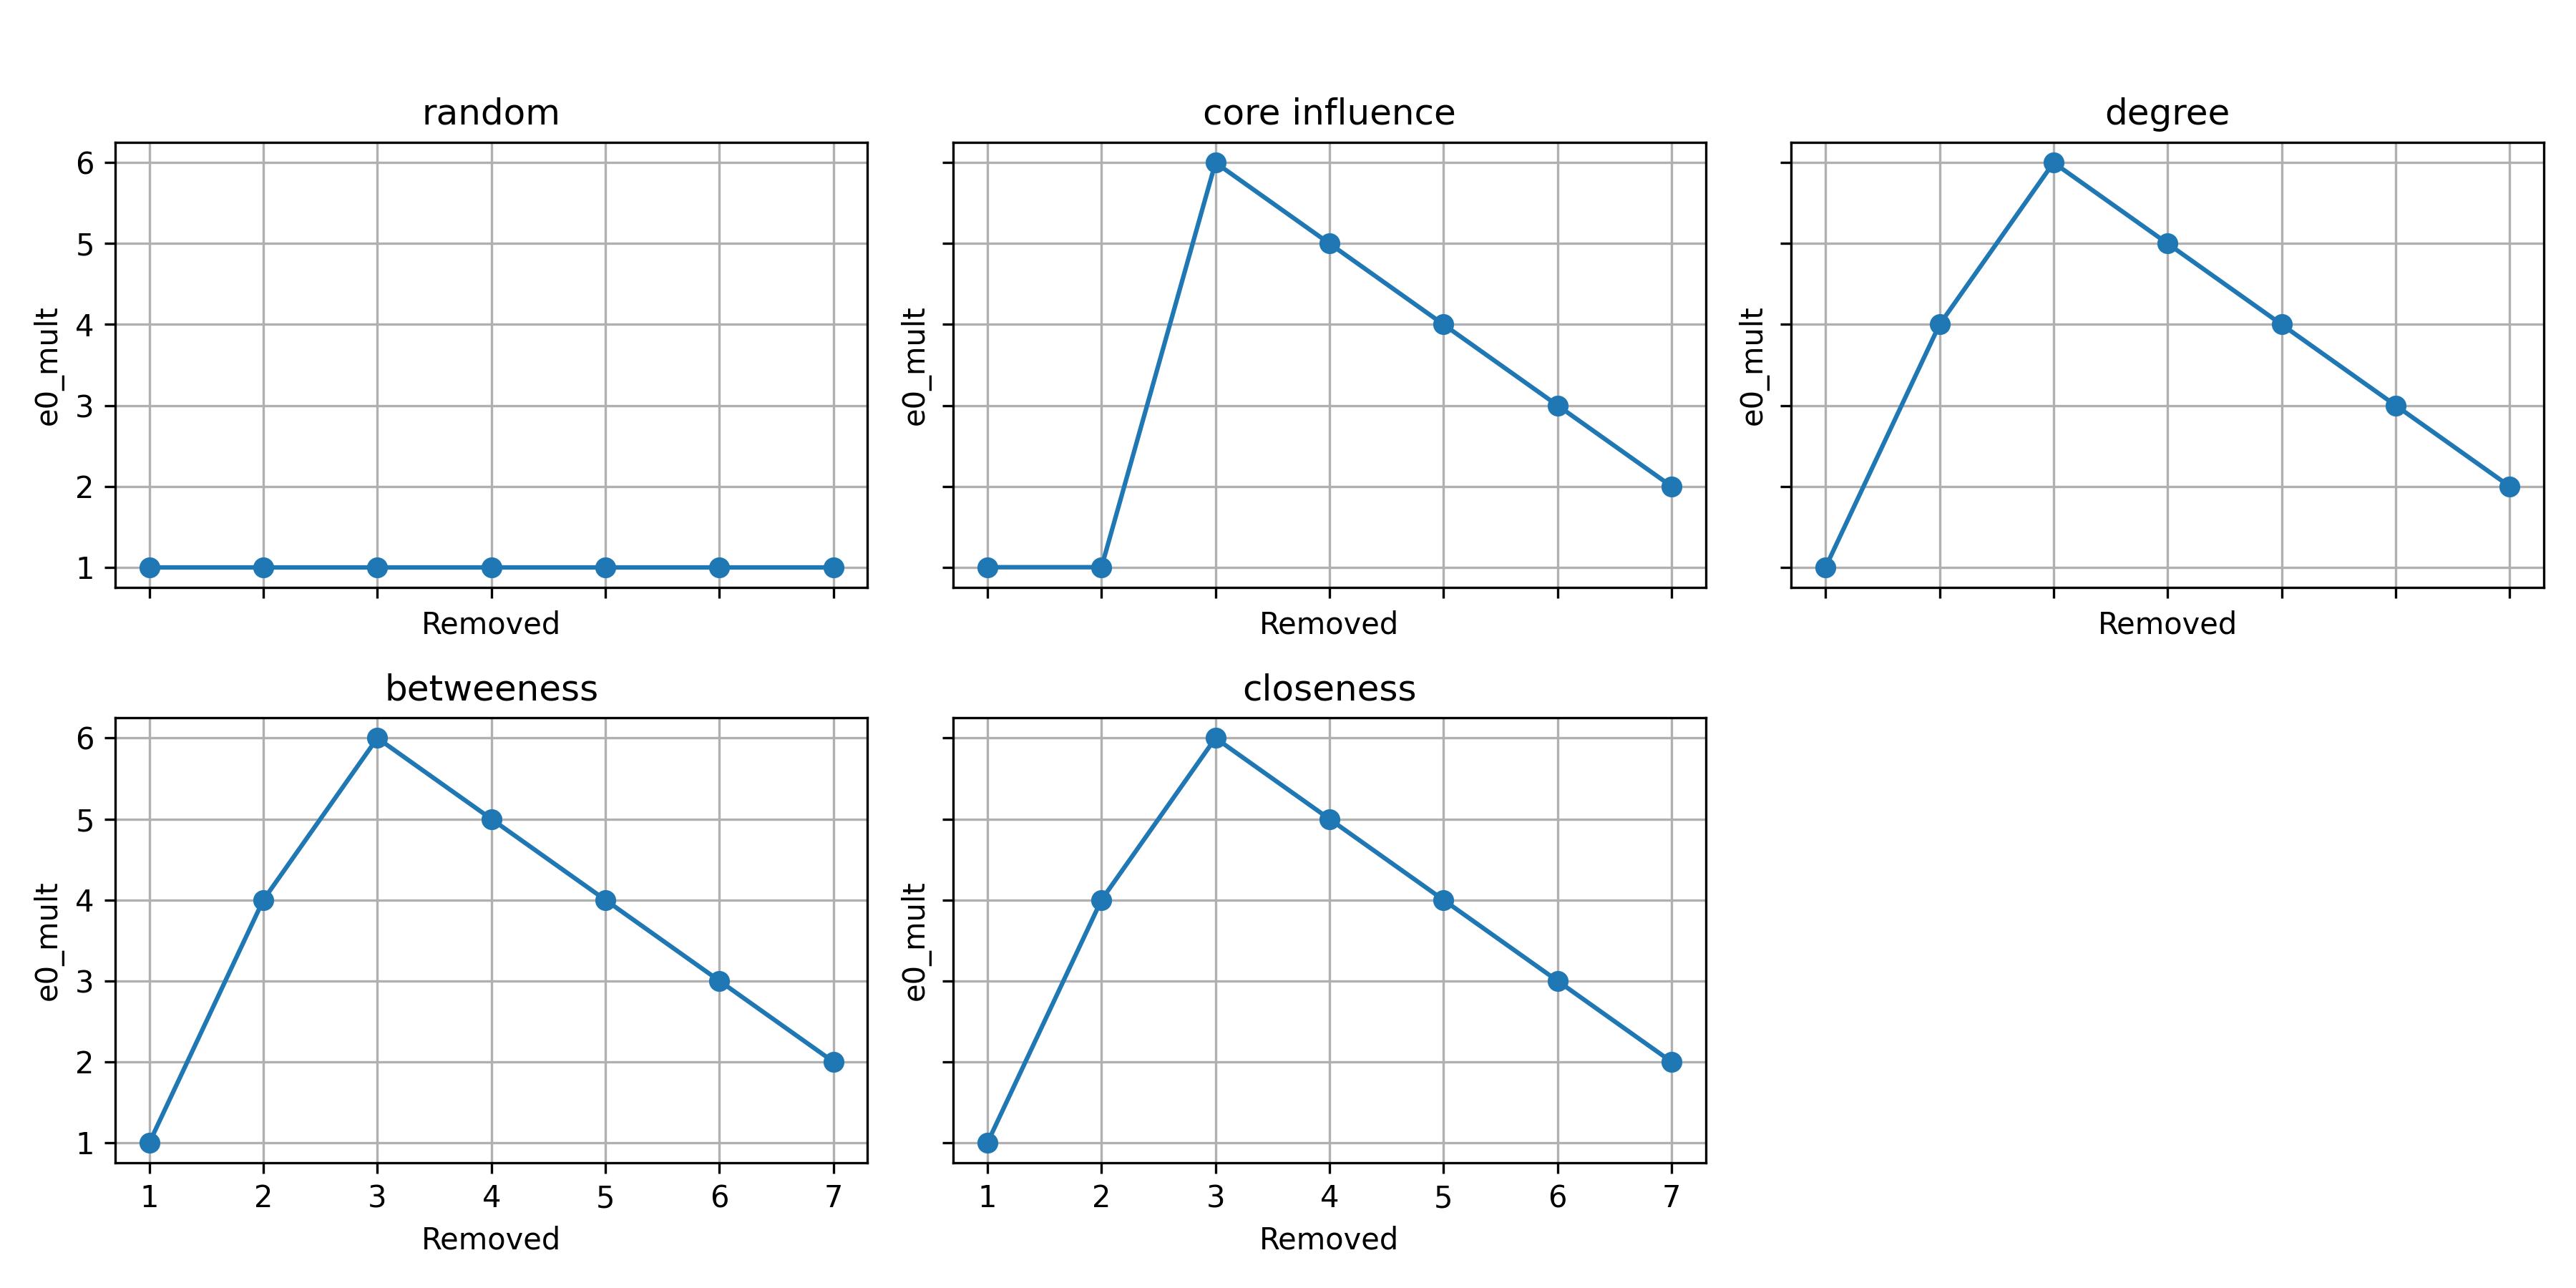 random
core influence
degree
6
5
4
3
2
1
e0_mult
e0_mult
e0_mult
Removed
Removed
Removed
betweeness
closeness
6
5
4
3
2
1
e0_mult
e0_mult
1 2 3 4 5 6 7
1 2 3 4 5 6 7
Removed
Removed